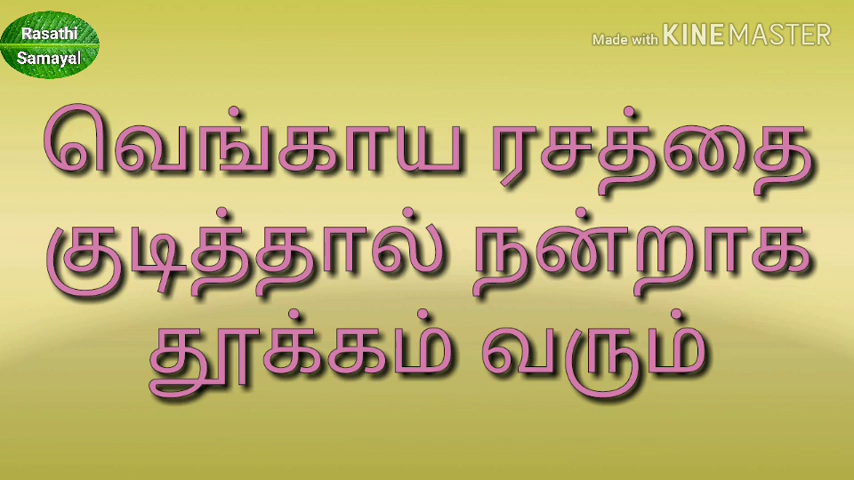 Rasathi
Samayal
Made with KINEMASTER
வெங்காய ரசத்தை
குடித்தால் நன்றாக
தூக்கம் வரும்